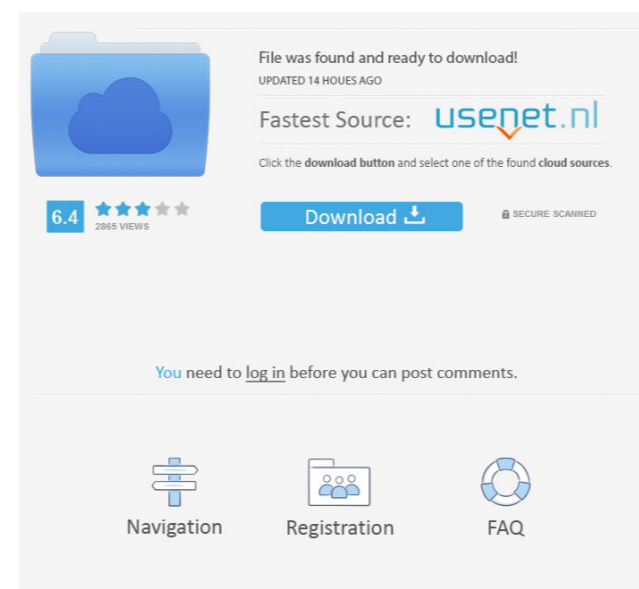 File was found and ready to download!
UPDATED 14 HOUES AGO
Fastest Source: usenet.nl
Click the download button and select one of the found cloud sources.
6.4
2865 VIEWS
Download
SECURE SCANNED
You need to log in before you can post comments.
Navigation
Registration
FAQ